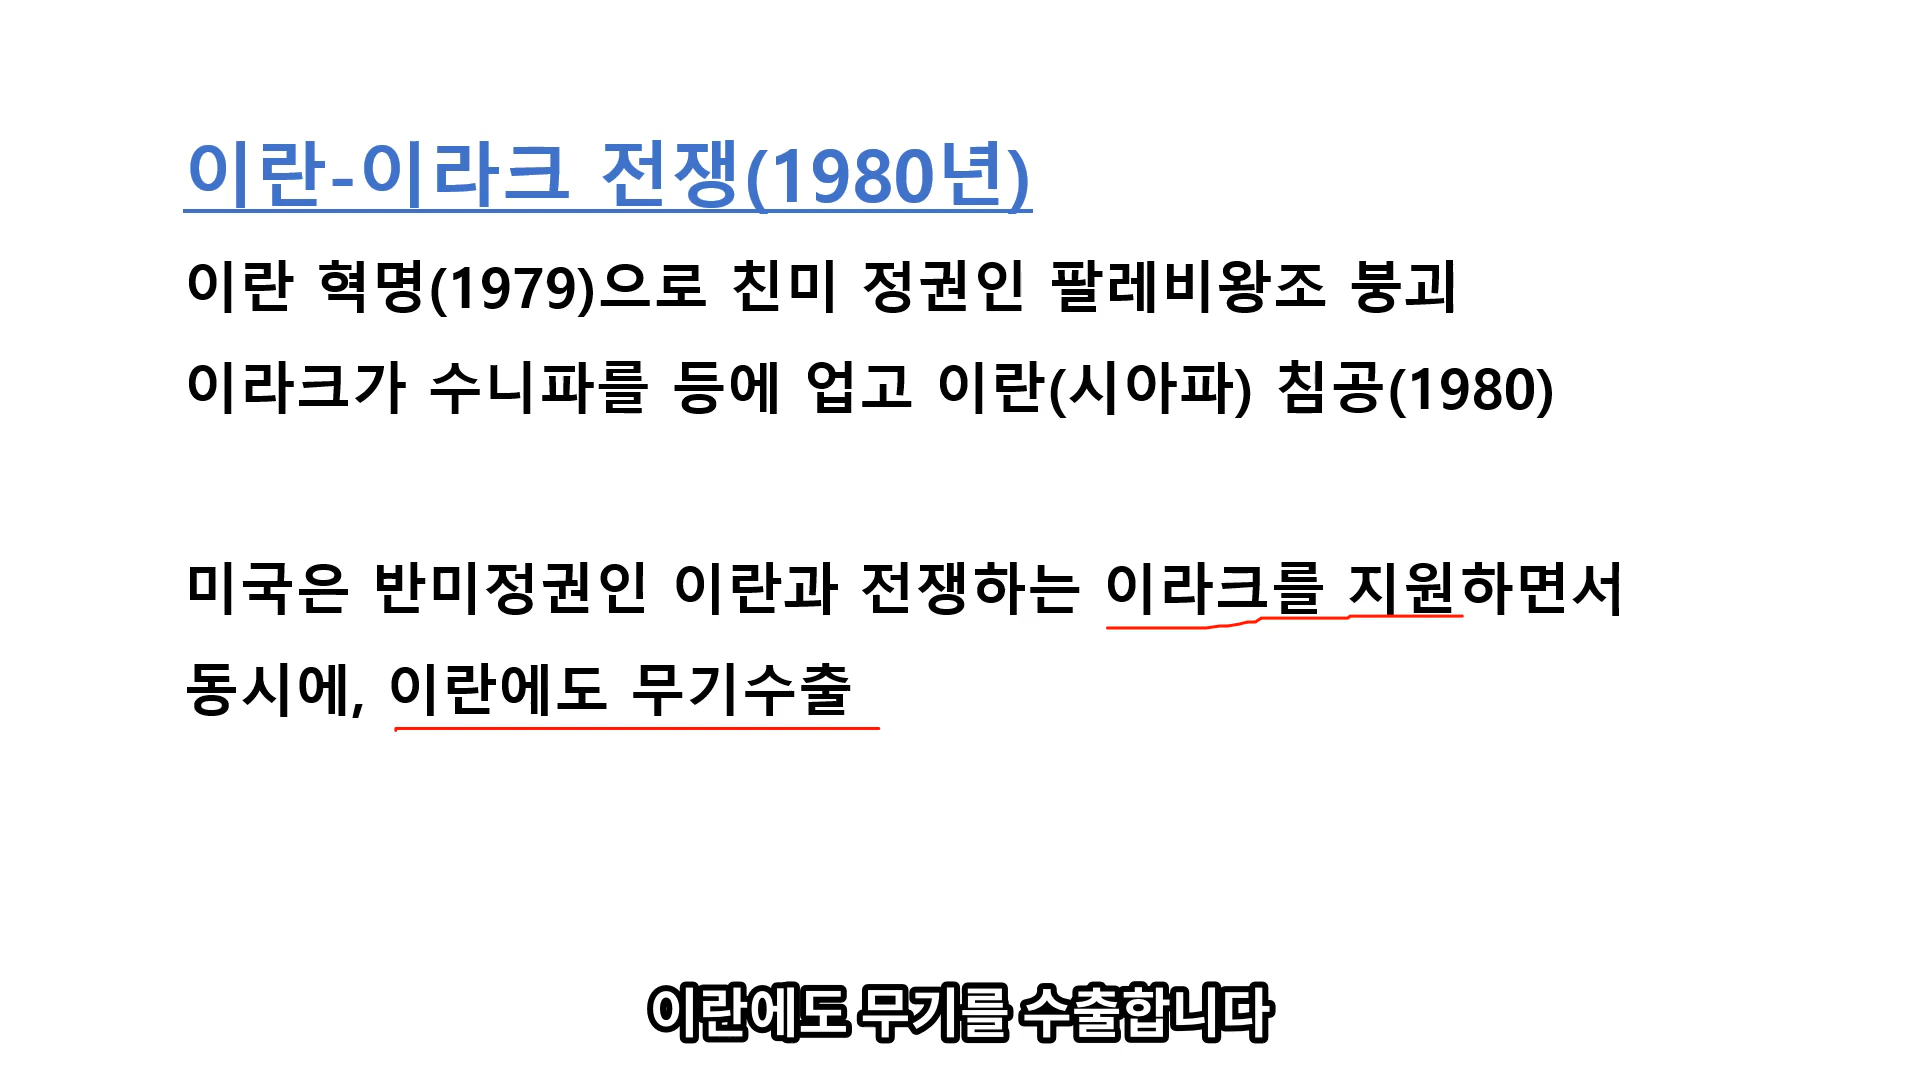 이란-이라크 전쟁(1980년)
이란 혁명(1979)으로 친미 정권인 팔레비왕조 붕괴
이라크가 수니파를 등에 업고 이란(시아파) 침공(1980)
미국은 반미정권인 이란과 전쟁하는 이라크를 지원하면서
동시에, 이란에도 무기수출
이란에도 무기를 수출합니다